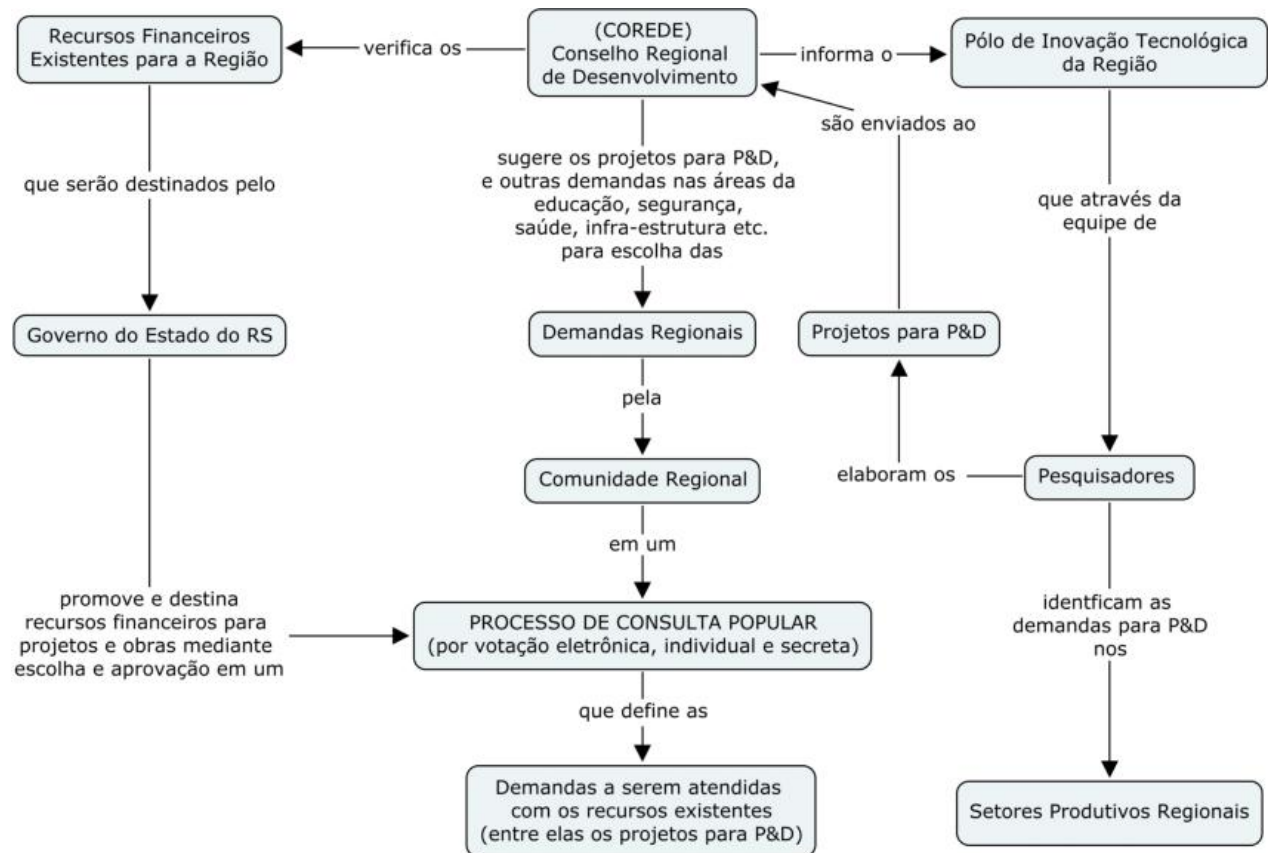 Recursos Financeiros
Existentes para a Região
verifica os
(COREDE)
Conselho Regional
de Desenvolvimento
informa o
Pólo de Inovação Tecnológica
da Região
são enviados ao
que serão destinados pelo
sugere os projetos para P&D,
e outras demandas nas áreas da
educação, segurança,
saúde, infra-estrutura etc.
para escolha das
que através da
equipe de
Governo do Estado do RS
Demandas Regionais
Projetos para P&D
pela
Comunidade Regional
elaboram os
Pesquisadores
em um
promove e destina
recursos financeiros para
projetos e obras mediante
escolha e aprovação em um
PROCESSO DE CONSULTA POPULAR
(por votação eletrônica, individual e secreta)
identficam as
demandas para P&D
nos
que define as
Demandas a serem atendidas
com os recursos existentes
(entre elas os projetos para P&D)
Setores Produtivos Regionais